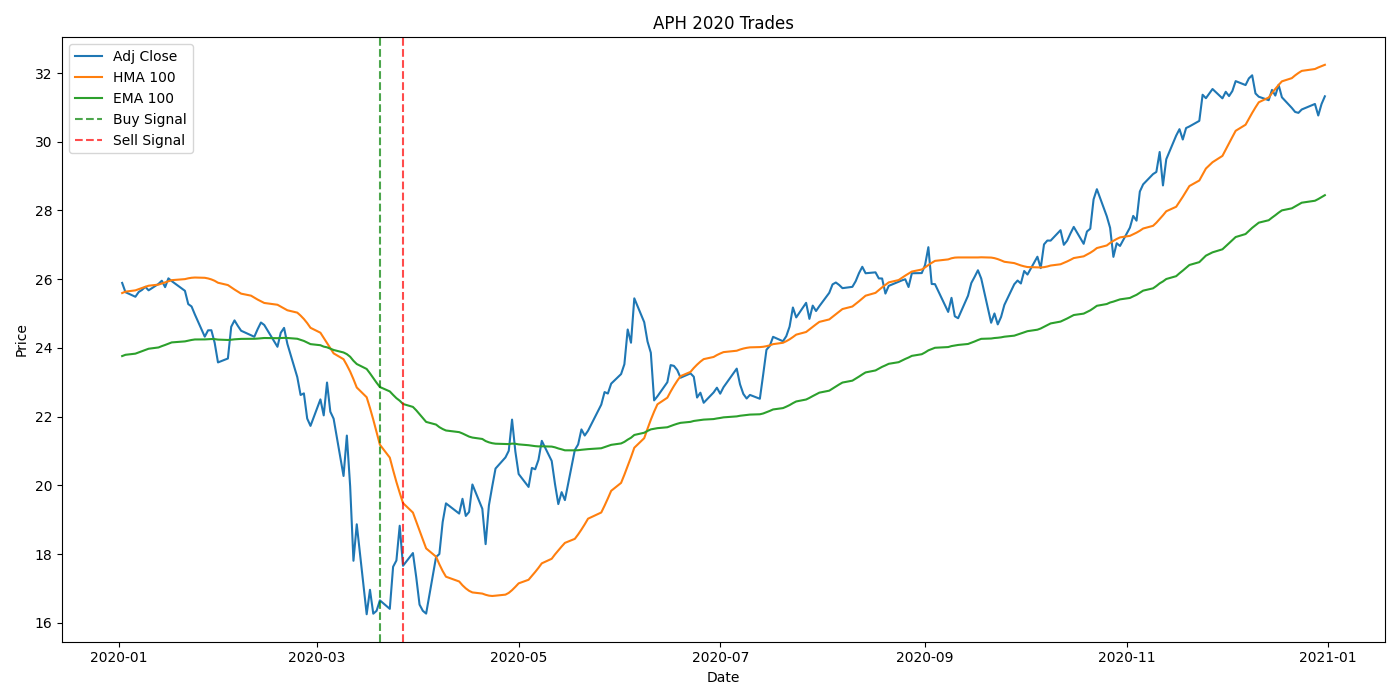 APH 2020 Trades
Adj Close
HMA 100
EMA 100
Buy Signal
Sell Signal
Price
32
30
28
26
24
22
20
18
16
2020-01
2020-03
2020-05
2020-07
2020-09
2020-11
2021-01
Date